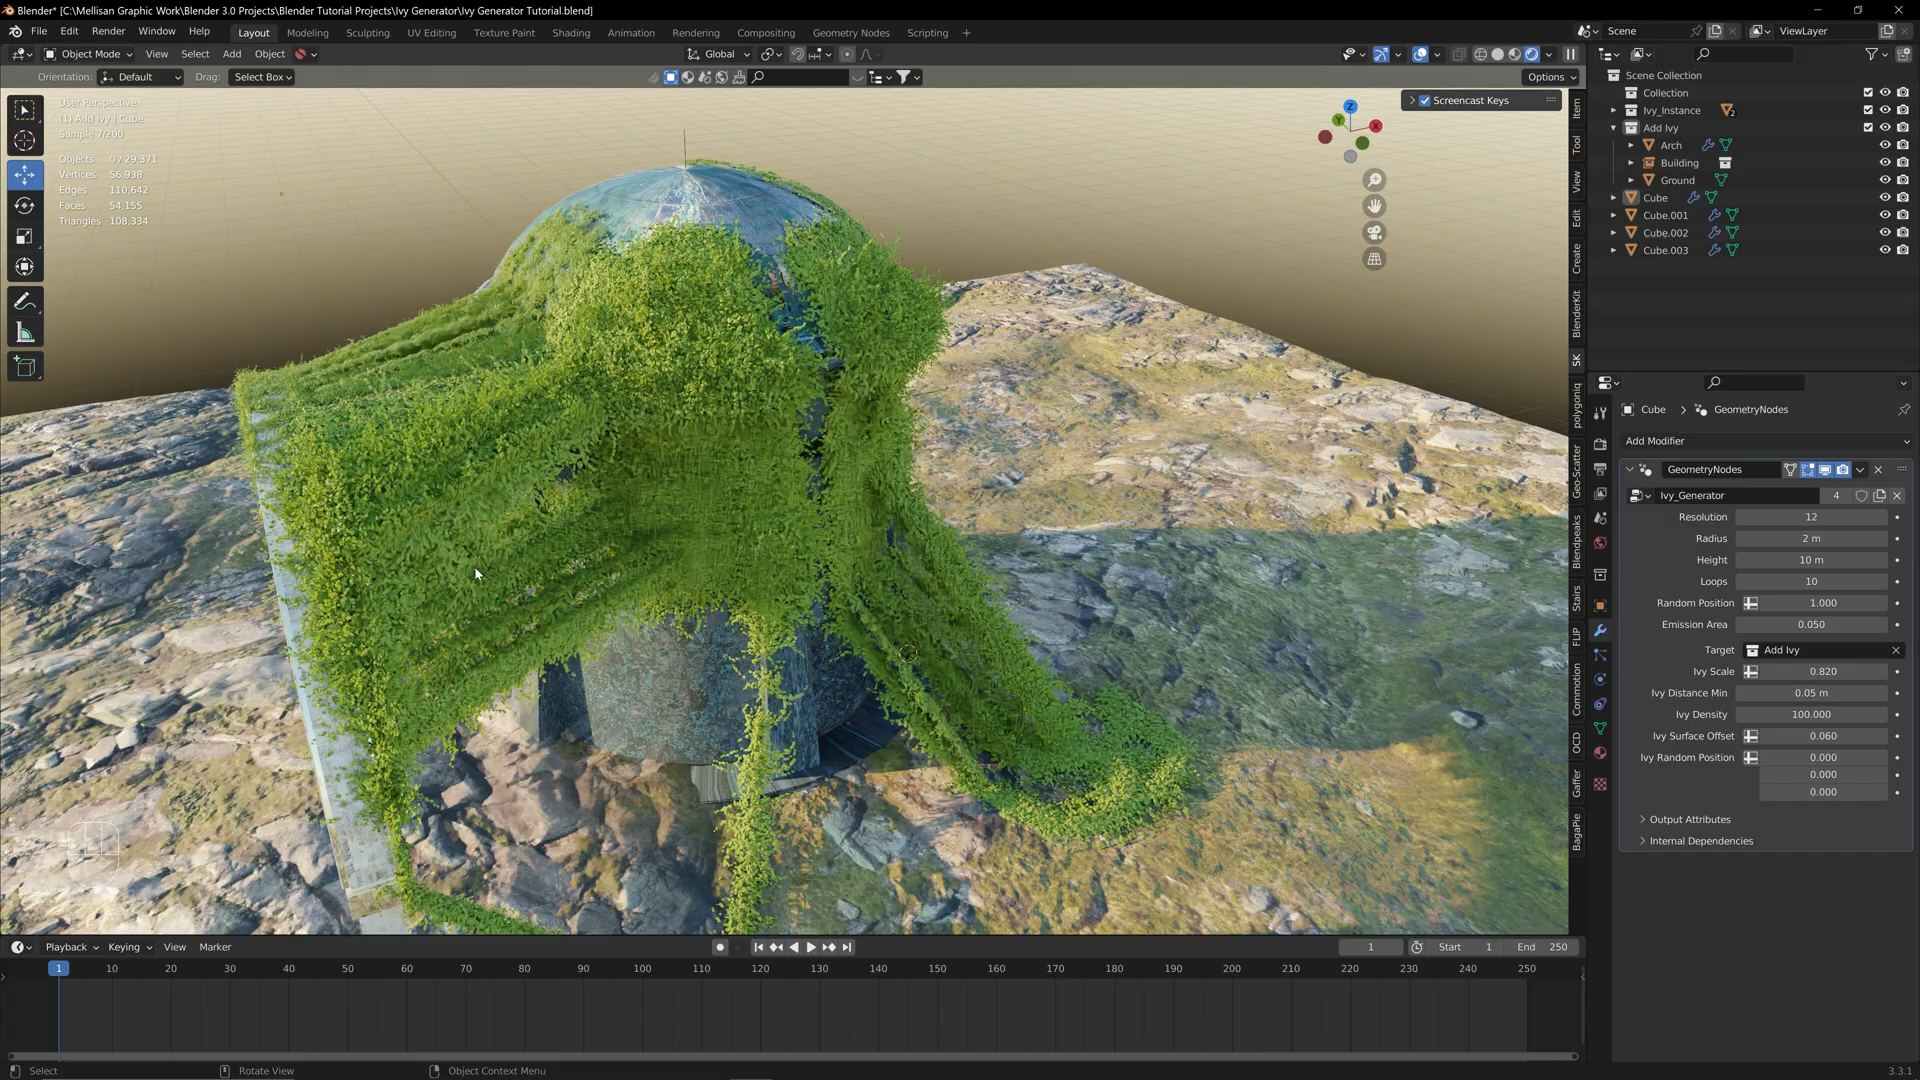 Blender* [C:\Mellisan Graphic Work\Blender 3.0 Projects\Blender Tutorial Projects\Ivy Generator\Ivy Generator Tutorial.blend]
File Edit Render Window Help Layout Modeling Sculpting UV Editing Texture Paint Shading Animation Rendering Compositing Geometry Nodes Scripting + Scene ViewLayer
Object Mode View Select Add Object Global
Orientation: Default Drag: Select Box Options
User Perspective
(1) Add Ivy | Cube
Sample 7/200
Objects 0 / 29,371
Vertices 56,938
Edges 110,642
Faces 54,155
Triangles 108,334
Screencast Keys
Z
Y
X
Item
Tool
View
Edit
Create
BlenderKit
SK
polygoniq
Geo-Scatter
Blendpeaks
Stairs
FLIP
Commotion
OCD
Gaffer
BagaPie
Scene Collection
Collection
Ivy_Instance 2
Add Ivy
Arch
Building
Ground
Cube
Cube.001
Cube.002
Cube.003
Cube > GeometryNodes
Add Modifier
GeometryNodes
Ivy_Generator 4
Resolution 12
Radius 2 m
Height 10 m
Loops 10
Random Position 1.000
Emission Area 0.050
Target Add Ivy
Ivy Scale 0.820
Ivy Distance Min 0.05 m
Ivy Density 100.000
Ivy Surface Offset 0.060
Ivy Random Position 0.000
0.000
0.000
Output Attributes
Internal Dependencies
Playback Keying View Marker 1 Start 1 End 250
1 10 20 30 40 50 60 70 80 90 100 110 120 130 140 150 160 170 180 190 200 210 220 230 240 250
Select Rotate View Object Context Menu 3.3.1